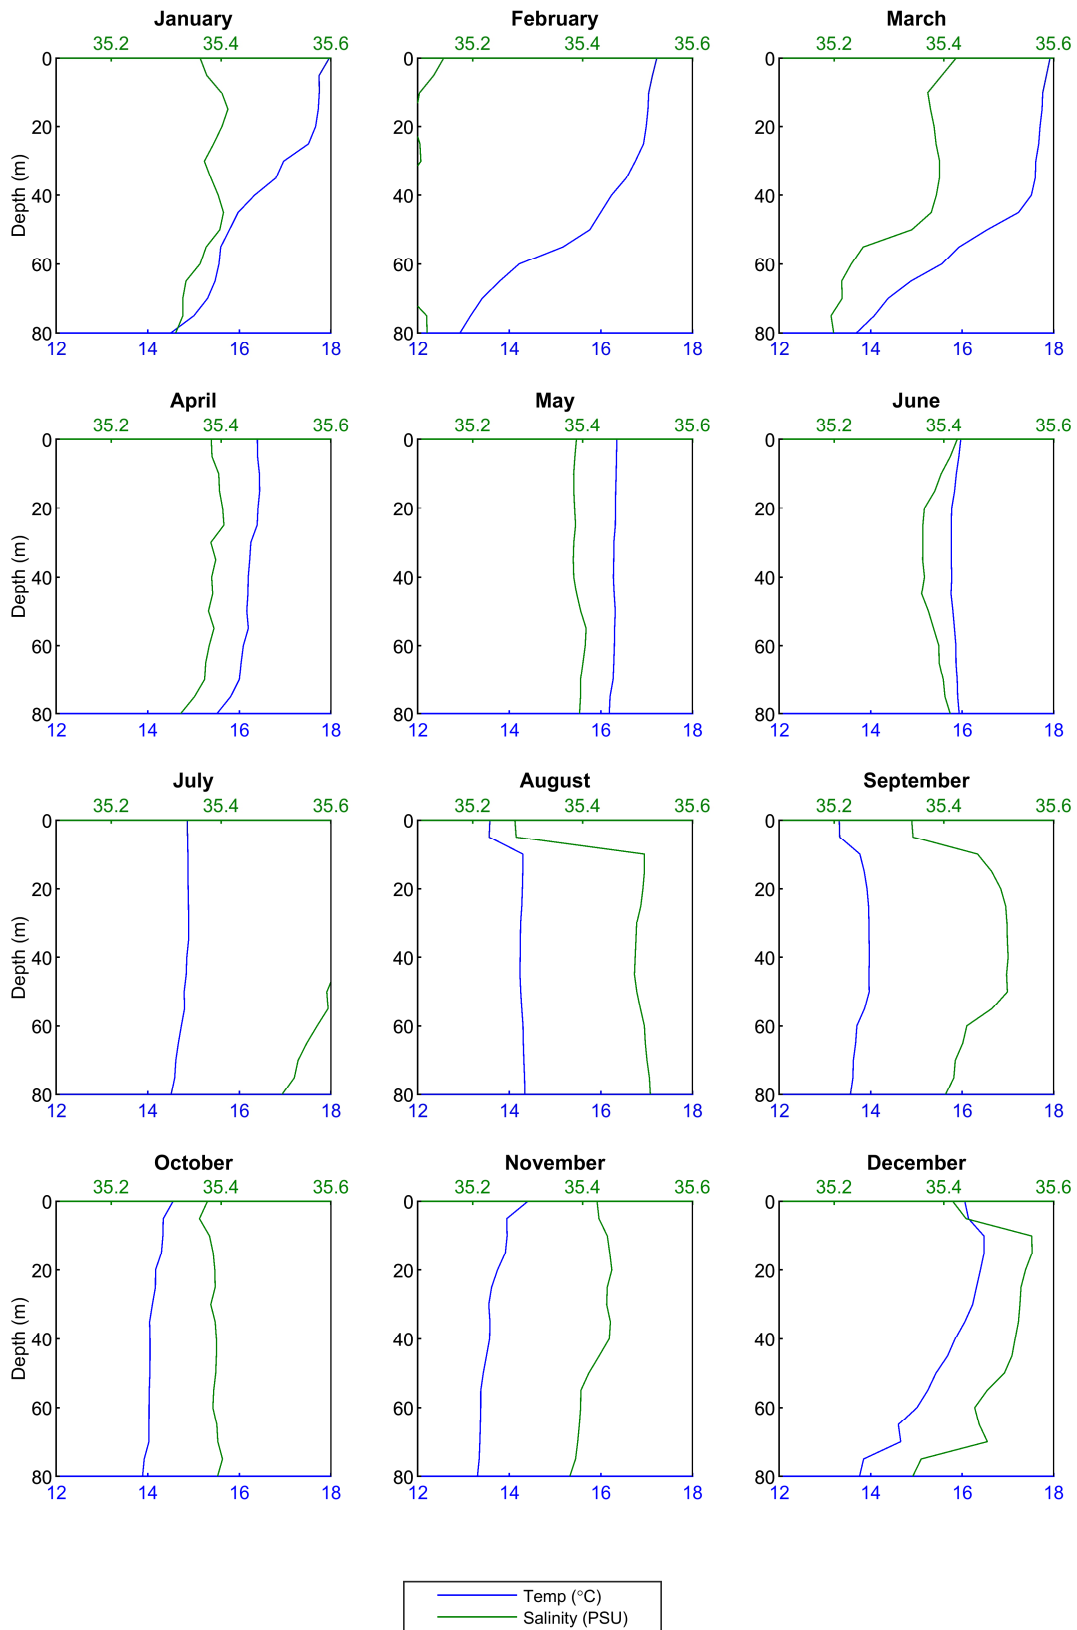 January February March
35.2 35.4 35.6 35.2 35.4 35.6 35.2 35.4 35.6
0 0 0
20 20 20
Depth (m)
40 40 40
60 60 60
80 80 80
12 14 16 18 12 14 16 18 12 14 16 18
April May June
35.2 35.4 35.6 35.2 35.4 35.6 35.2 35.4 35.6
0 0 0
20 20 20
Depth (m)
40 40 40
60 60 60
80 80 80
12 14 16 18 12 14 16 18 12 14 16 18
July August September
35.2 35.4 35.6 35.2 35.4 35.6 35.2 35.4 35.6
0 0 0
20 20 20
Depth (m)
40 40 40
60 60 60
80 80 80
12 14 16 18 12 14 16 18 12 14 16 18
October November December
35.2 35.4 35.6 35.2 35.4 35.6 35.2 35.4 35.6
0 0 0
20 20 20
Depth (m)
40 40 40
60 60 60
80 80 80
12 14 16 18 12 14 16 18 12 14 16 18
Temp (°C)
Salinity (PSU)